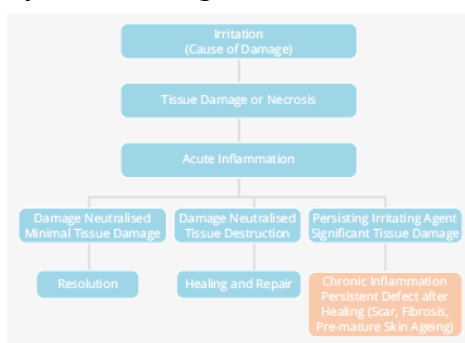 Irritation
(Cause of Damage)
Tissue Damage or Necrosis
Acute Inflammation
Damage Neutralised
Minimal Tissue Damage
Damage Neutralised
Tissue Destruction
Persisting Irritating Agent
Significant Tissue Damage
Resolution
Healing and Repair
Chronic Inflammation
Persistent Defect after
Healing (Scar, Fibrosis,
Pre-mature Skin Ageing)